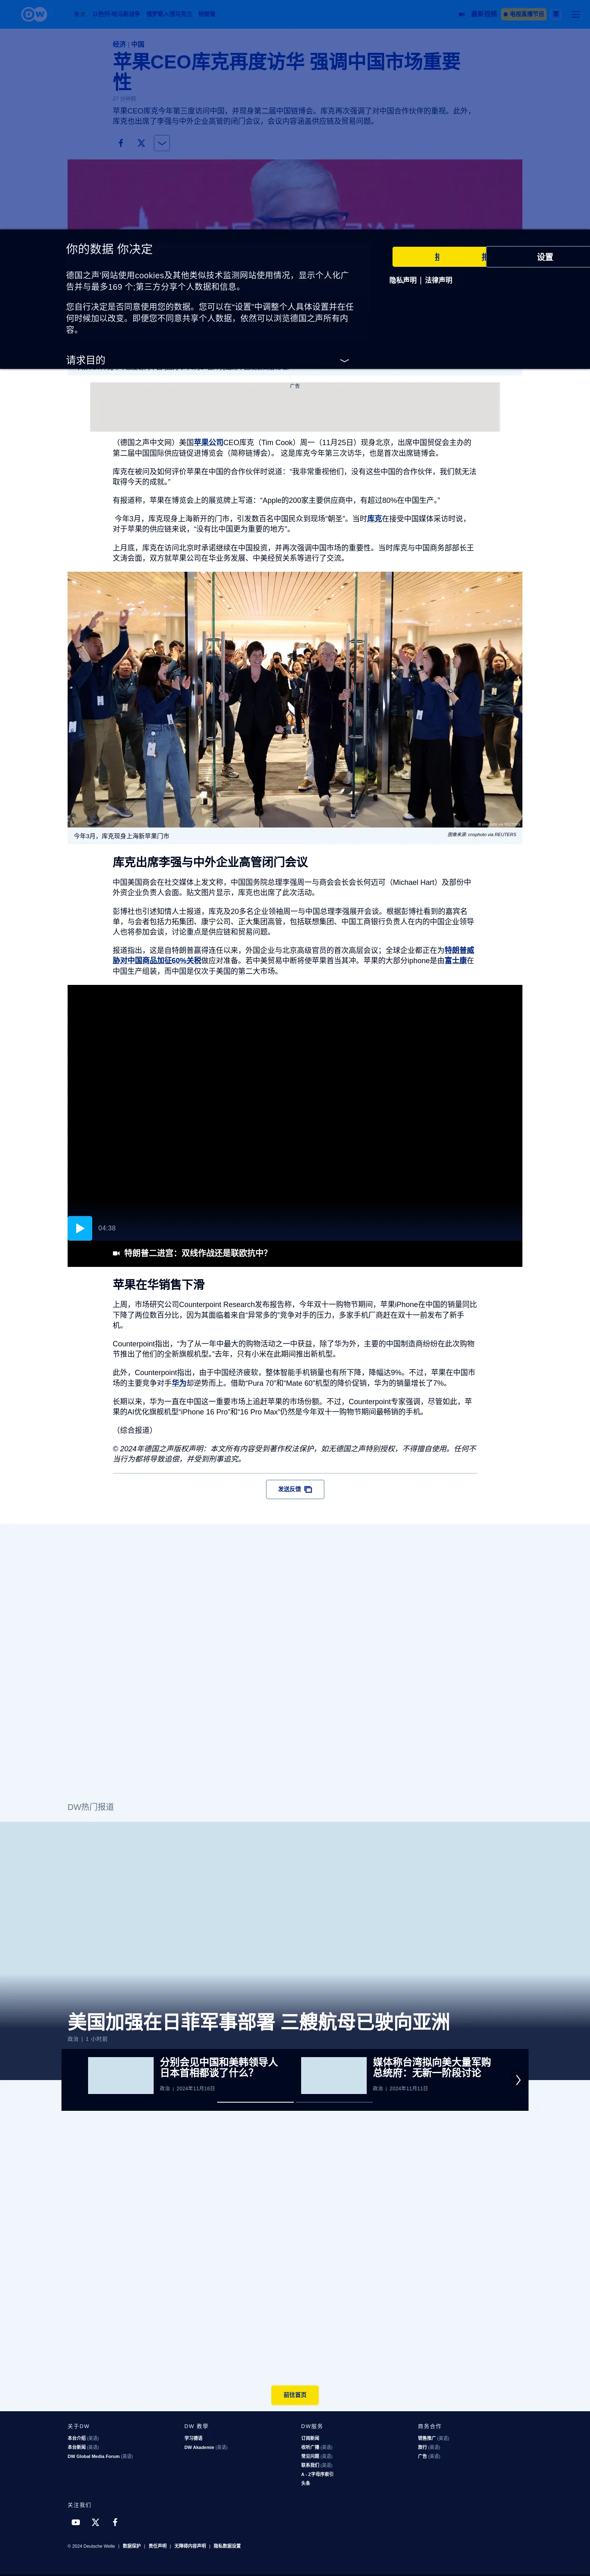 DW
以色列-哈马斯战争
俄罗斯入侵乌克兰
特朗普
最新视频
电视直播节目
经济 | 中国
苹果CEO库克再度访华 强调中国市场重要
性
苹果CEO库克今年第三度访问中国，并现身第二届中国链博会。库克再次强调了对中国合作伙伴的重视。此外，
库克也出席了李强与中外企业高管的闭门会议，会议内容涵盖供应链及贸易问题。
你的数据 你决定
设置
隐私声明 | 法律声明
德国之声'网站使用cookies及其他类似技术监测网站使用情况，显示个人化广
告并与最多169 个;第三方分享个人数据和信息。
您自行决定是否同意使用您的数据。您可以在“设置”中调整个人具体设置并在任
何时候加以改变。即便您不同意共享个人数据，依然可以浏览德国之声所有内
容。
请求目的
广告
（德国之声中文网）美国苹果公司CEO库克（Tim Cook）周一（11月25日）现身北京，出席中国贸促会主办的
第二届中国国际供应链促进博览会（简称链博会）。 这是库克今年第三次访华，也是首次出席链博会。
库克在被问及如何评价苹果在中国的合作伙伴时说道：“我非常重视他们，没有这些中国的合作伙伴，我们就无法
取得今天的成就。”
有报道称，苹果在博览会上的展览牌上写道：“Apple的200家主要供应商中，有超过80%在中国生产。”
今年3月，库克现身上海新开的门市，引发数百名中国民众到现场“朝圣”。当时库克在接受中国媒体采访时说，
对于苹果的供应链来说，“没有比中国更为重要的地方”。
上月底，库克在访问北京时承诺继续在中国投资，并再次强调中国市场的重要性。当时库克与中国商务部部长王
文涛会面，双方就苹果公司在华业务发展、中美经贸关系等进行了交流。
今年3月，库克现身上海新苹果门市
图像来源: cnsphoto via REUTERS
库克出席李强与中外企业高管闭门会议
中国美国商会在社交媒体上发文称，中国国务院总理李强周一与商会会长会长何迈可（Michael Hart）及部份中
外资企业负责人会面。贴文图片显示，库克也出席了此次活动。
彭博社也引述知情人士报道，库克及20多名企业领袖周一与中国总理李强展开会谈。根据彭博社看到的嘉宾名
单，与会者包括力拓集团、康宁公司、正大集团高管，包括联想集团、中国工商银行负责人在内的中国企业领导
人也将参加会谈，讨论重点是供应链和贸易问题。
报道指出，这是自特朗普赢得连任以来，外国企业与北京高级官员的首次高层会议；全球企业都正在为特朗普威
胁对中国商品加征60%关税做应对准备。若中美贸易中断将使苹果首当其冲。苹果的大部分iphone是由富士康在
中国生产组装，而中国是仅次于美国的第二大市场。
04:38
特朗普二进宫：双线作战还是联欧抗中？
苹果在华销售下滑
上周，市场研究公司Counterpoint Research发布报告称，今年双十一购物节期间，苹果iPhone在中国的销量同比
下降了两位数百分比，因为其面临着来自“异常多的”竞争对手的压力，多家手机厂商赶在双十一前发布了新手
机。
Counterpoint指出，“为了从一年中最大的购物活动之一中获益，除了华为外，主要的中国制造商纷纷在此次购物
节推出了他们的全新旗舰机型。”去年，只有小米在此期间推出新机型。
此外，Counterpoint指出，由于中国经济疲软，整体智能手机销量也有所下降，降幅达9%。不过，苹果在中国市
场的主要竞争对手华为却逆势而上。借助“Pura 70”和“Mate 60”机型的降价促销，华为的销量增长了7%。
长期以来，华为一直在中国这一重要市场上追赶苹果的市场份额。不过，Counterpoint专家强调，尽管如此，苹
果的AI优化旗舰机型“iPhone 16 Pro”和“16 Pro Max”仍然是今年双十一购物节期间最畅销的手机。
（综合报道）
© 2024年德国之声版权声明：本文所有内容受到著作权法保护，如无德国之声特别授权，不得擅自使用。任何不
当行为都将导致追偿，并受到刑事追究。
发送反馈
DW热门报道
美国加强在日菲军事部署 三艘航母已驶向亚洲
政治 | 1 小时前
分别会见中国和美韩领导人
日本首相都谈了什么？
政治 | 2024年11月16日
媒体称台湾拟向美大量军购
总统府：无新一阶段讨论
政治 | 2024年11月11日
前往首页
关于DW
本台介绍 (英语)
本台新闻 (英语)
DW Global Media Forum (英语)
DW 教学
学习德语
DW Akademie (英语)
DW服务
订阅新闻
收听广播 (英语)
常见问题 (英语)
联系我们 (英语)
A - Z字母序索引
头条
商务合作
销售推广 (英语)
旅行 (英语)
广告 (英语)
关注我们
© 2024 Deutsche Welle | 数据保护 | 责任声明 | 无障碍内容声明 | 隐私数据设置